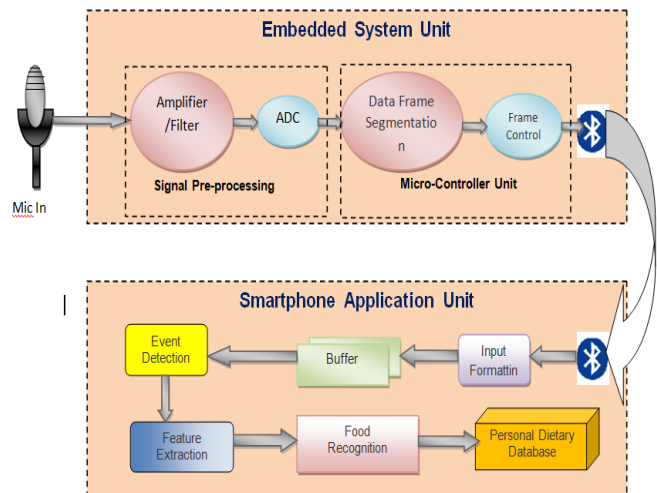 Embedded System Unit
Amplifier
/Filter
ADC
Data Frame
Segmentatio
n
Frame
Control
Signal Pre-processing
Micro-Controller Unit
Mic In
Smartphone Application Unit
Event
Detection
Buffer
Input
Formattin
Feature
Extraction
Food
Recognition
Personal Dietary
Database